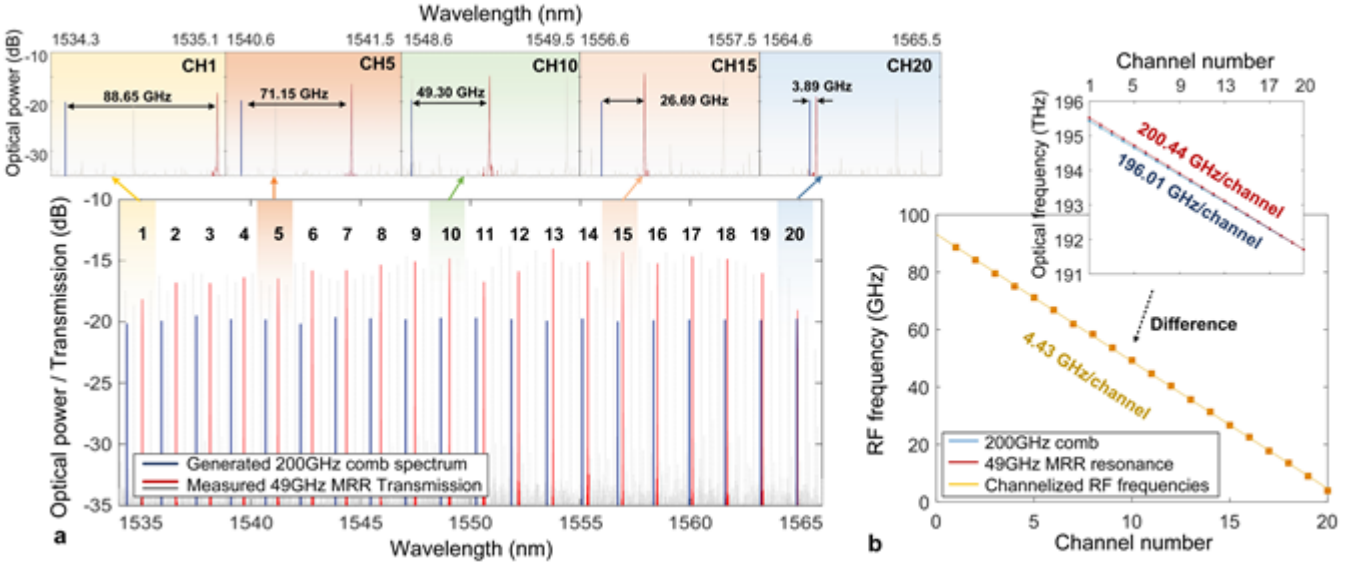 Wavelength (nm)
1534.3 1535.1 1540.6 1541.5 1548.6 1549.5 1556.6 1557.5 1564.6 1565.5
Optical power (dB)
-10
-20
-30
CH1 CH5 CH10 CH15 CH20
88.65 GHz 71.15 GHz 49.30 GHz 26.69 GHz 3.89 GHz
Optical power / Transmission (dB)
-10
-15
-20
-25
-30
-35
1 2 3 4 5 6 7 8 9 10 11 12 13 14 15 16 17 18 19 20
Generated 200GHz comb spectrum
Measured 49GHz MRR Transmission
1535 1540 1545 1550 1555 1560 1565
Wavelength (nm)
a
Channel number
1 5 9 13 16 20
Optical frequency (THz)
196
195
194
193
192
191
200.44 GHz/channel
196.01 GHz/channel
Difference
RF frequency (GHz)
100
80
60
40
20
0
4.43 GHz/channel
200GHz comb
49GHz MRR resonance
Channelized RF frequencies
0 5 10 15 20
Channel number
b